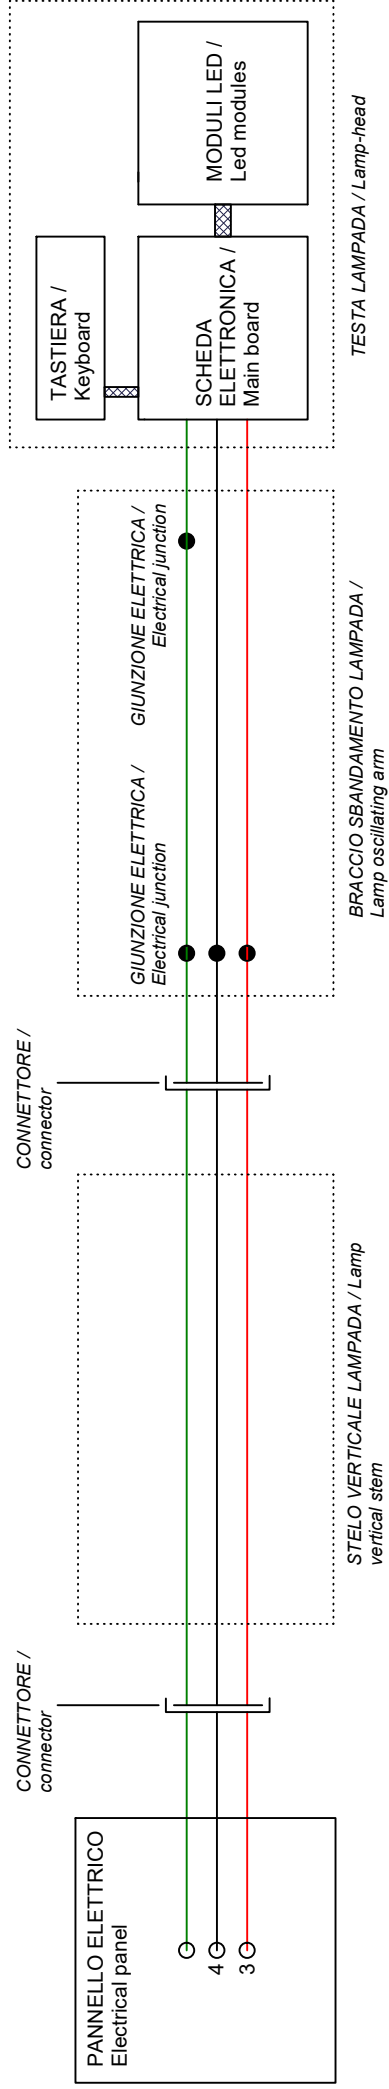 PANNELLO ELETTRICO
Electrical panel
4
3
CONNETTORE /
connector
STELO VERTICALE LAMPADA / Lamp
vertical stem
CONNETTORE /
connector
GIUNZIONE ELETTRICA /
Electrical junction
GIUNZIONE ELETTRICA /
Electrical junction
BRACCIO SBANDAMENTO LAMPADA /
Lamp oscillating arm
TASTIERA /
Keyboard
SCHEDA
ELETTRONICA /
Main board
MODULI LED /
Led modules
TESTA LAMPADA / Lamp-head